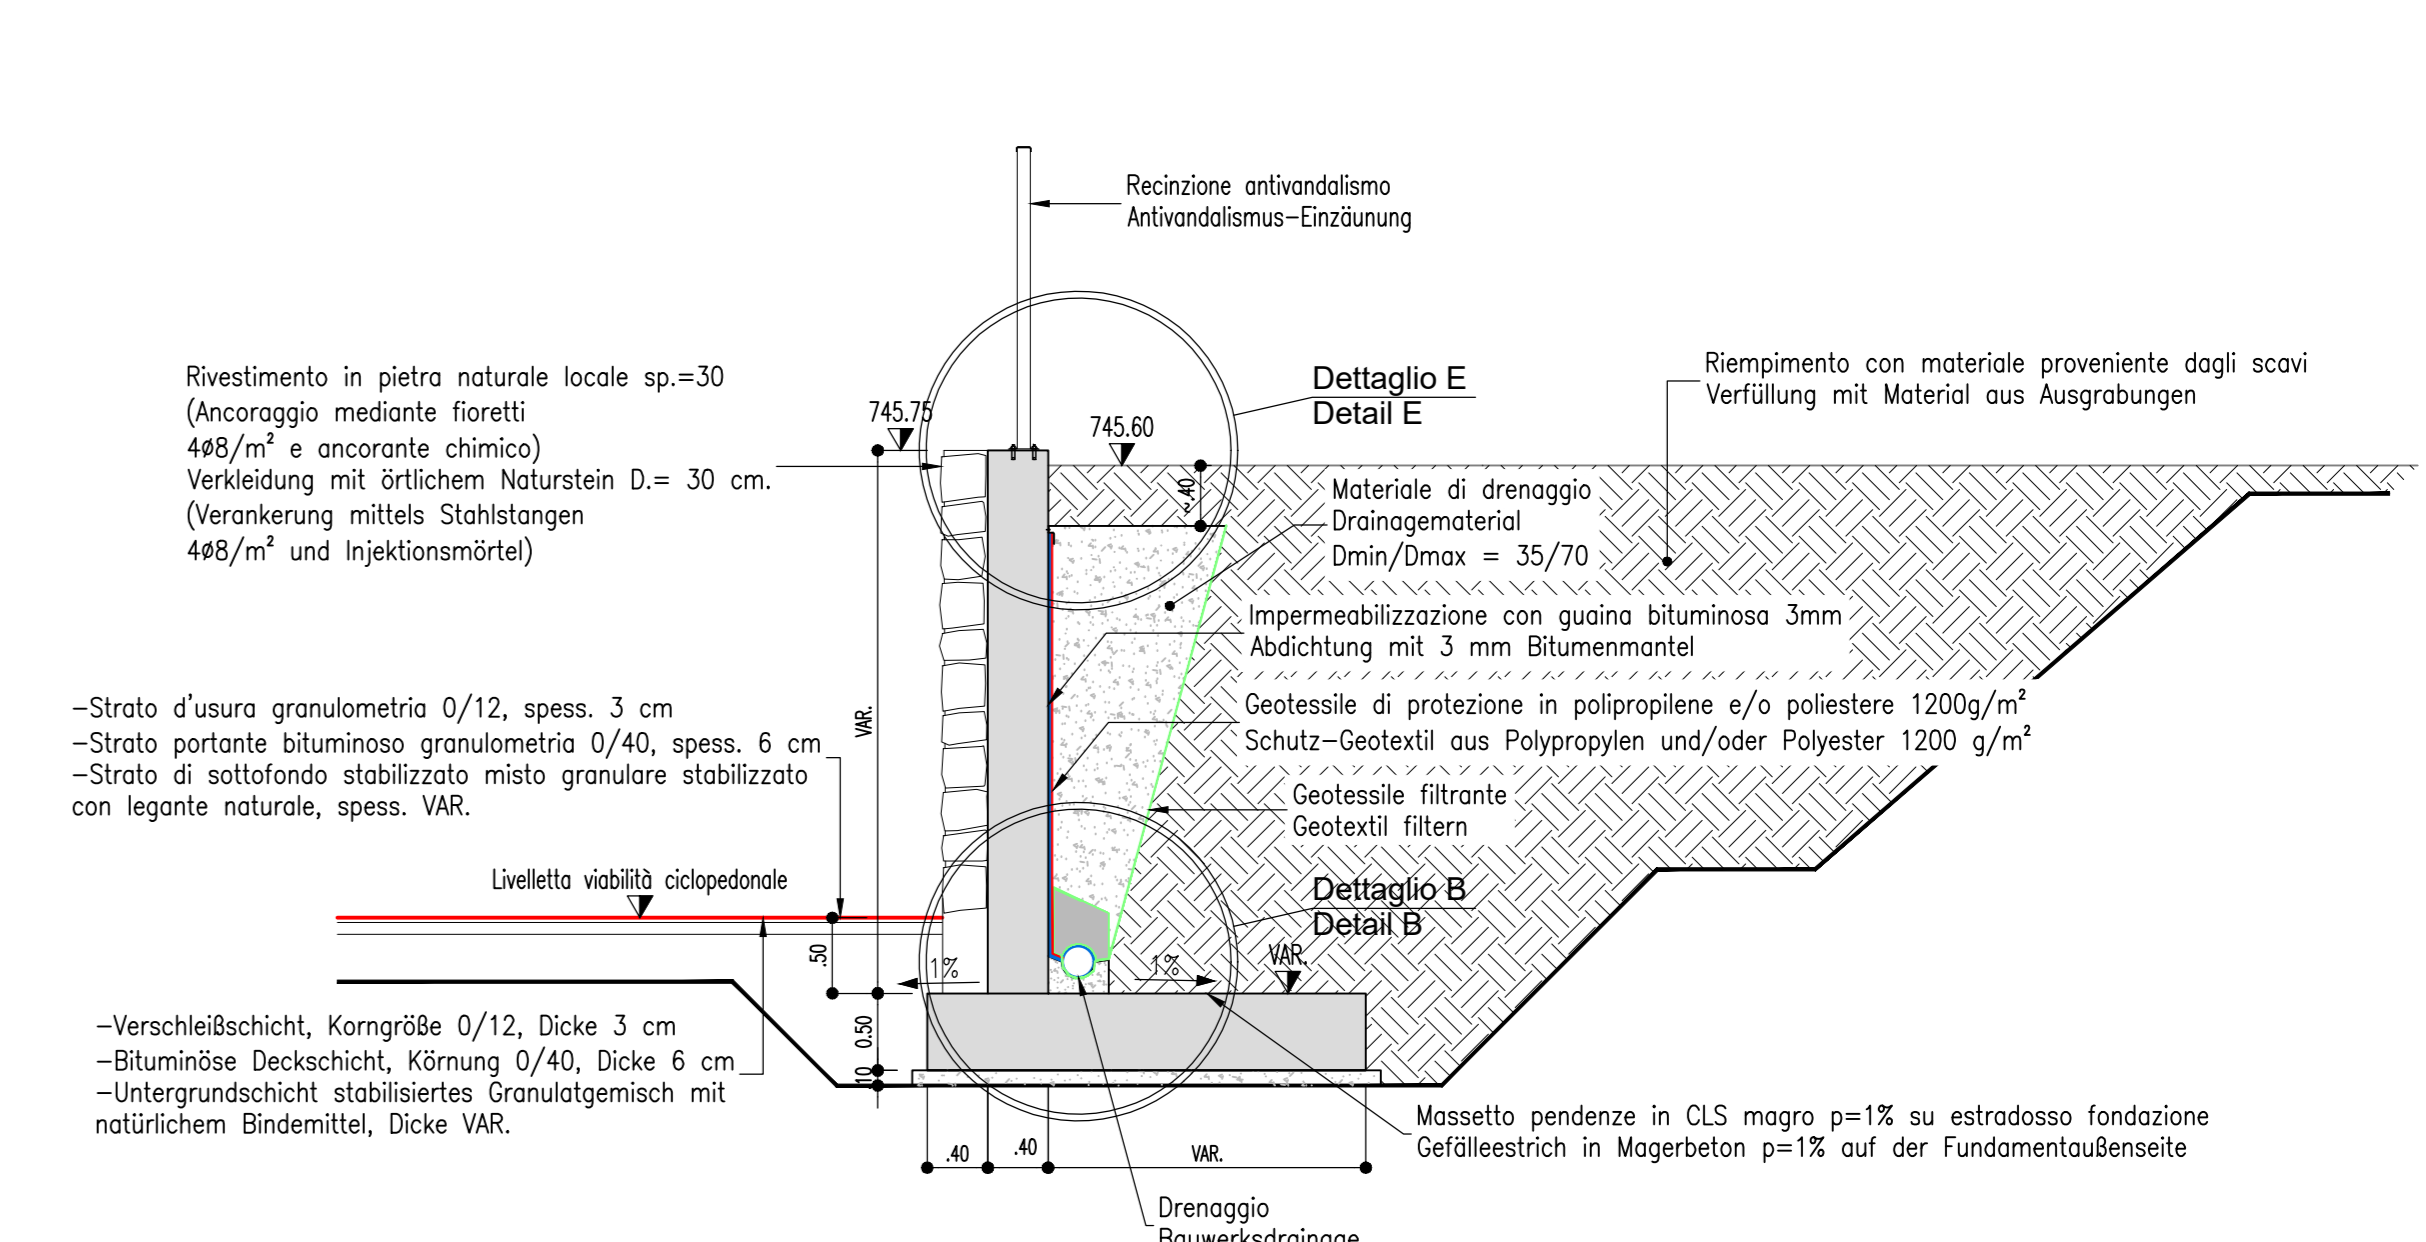 Recinzione antivandalismo
Antivandalismus-Einzäunung
Rivestimento in pietra naturale locale sp.=30
(Ancoraggio mediante fioretti
4ø8/m² e ancorante chimico)
Verkleidung mit örtlichem Naturstein D.= 30 cm.
(Verankerung mittels Stahlstangen
4ø8/m² und Injektionsmörtel)
745.75
745.60
Dettaglio E
Detail E
Riempimento con materiale proveniente dagli scavi
Verfüllung mit Material aus Ausgrabungen
~.40
Materiale di drenaggio
Drainagematerial
Dmin/Dmax = 35/70
Impermeabilizzazione con guaina bituminosa 3mm
Abdichtung mit 3 mm Bitumenmantel
Geotessile di protezione in polipropilene e/o poliestere 1200g/m²
Schutz-Geotextil aus Polypropylen und/oder Polyester 1200 g/m²
Geotessile filtrante
Geotextil filtern
-Strato d'usura granulometria 0/12, spess. 3 cm
-Strato portante bituminoso granulometria 0/40, spess. 6 cm
-Strato di sottofondo stabilizzato misto granulare stabilizzato
con legante naturale, spess. VAR.
VAR.
Livelletta viabilità ciclopedonale
Dettaglio B
Detail B
VAR.
.50
1%
1%
-Verschleißschicht, Korngröße 0/12, Dicke 3 cm
-Bituminöse Deckschicht, Körnung 0/40, Dicke 6 cm
-Untergrundschicht stabilisiertes Granulatgemisch mit
natürlichem Bindemittel, Dicke VAR.
0.50
.10
.40
.40
VAR.
Massetto pendenze in CLS magro p=1% su estradosso fondazione
Gefälleestrich in Magerbeton p=1% auf der Fundamentaußenseite
Drenaggio
Bauwerksdrainage